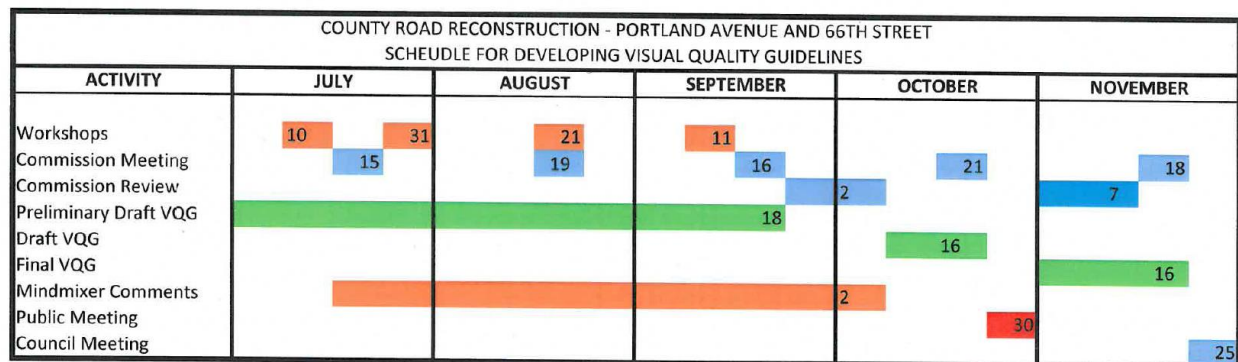 COUNTY ROAD RECONSTRUCTION - PORTLAND AVENUE AND 66TH STREET
SCHEUDLE FOR DEVELOPING VISUAL QUALITY GUIDELINES
ACTIVITY JULY AUGUST SEPTEMBER OCTOBER NOVEMBER
Workshops 10 31 21 11
Commission Meeting 15 19 16 21 18
Commission Review 2 7
Preliminary Draft VQG 18
Draft VQG 16
Final VQG 16
Mindmixer Comments 2
Public Meeting 30
Council Meeting 25